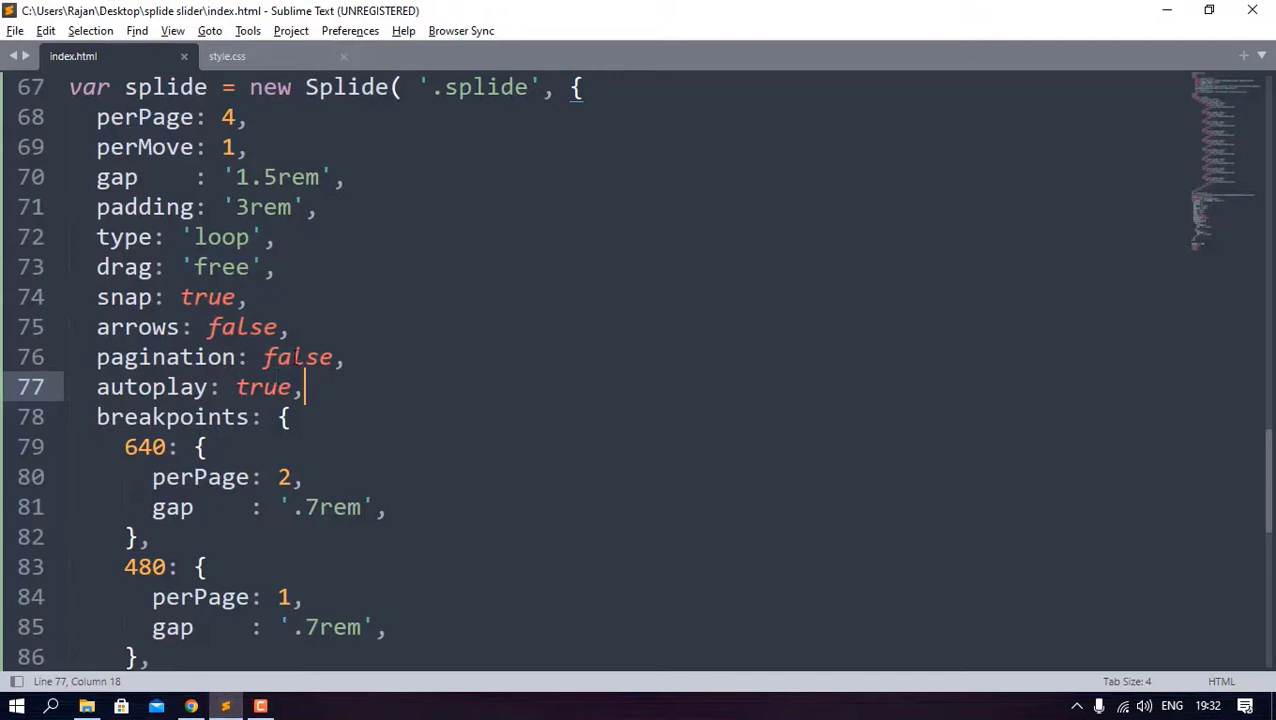 C:\Users\Rajan\Desktop\splide slider\index.html - Sublime Text (UNREGISTERED)
File Edit Selection Find View Goto Tools Project Preferences Help Browser Sync
index.html style.css
67 var splide = new Splide( '.splide', {
68 perPage: 4,
69 perMove: 1,
70 gap : '1.5rem',
71 padding: '3rem',
72 type: 'loop',
73 drag: 'free',
74 snap: true,
75 arrows: false,
76 pagination: false,
77 autoplay: true,
78 breakpoints: {
79 640: {
80 perPage: 2,
81 gap : '.7rem',
82 },
83 480: {
84 perPage: 1,
85 gap : '.7rem',
86 },
Line 77, Column 18 Tab Size: 4 HTML
ENG 19:32